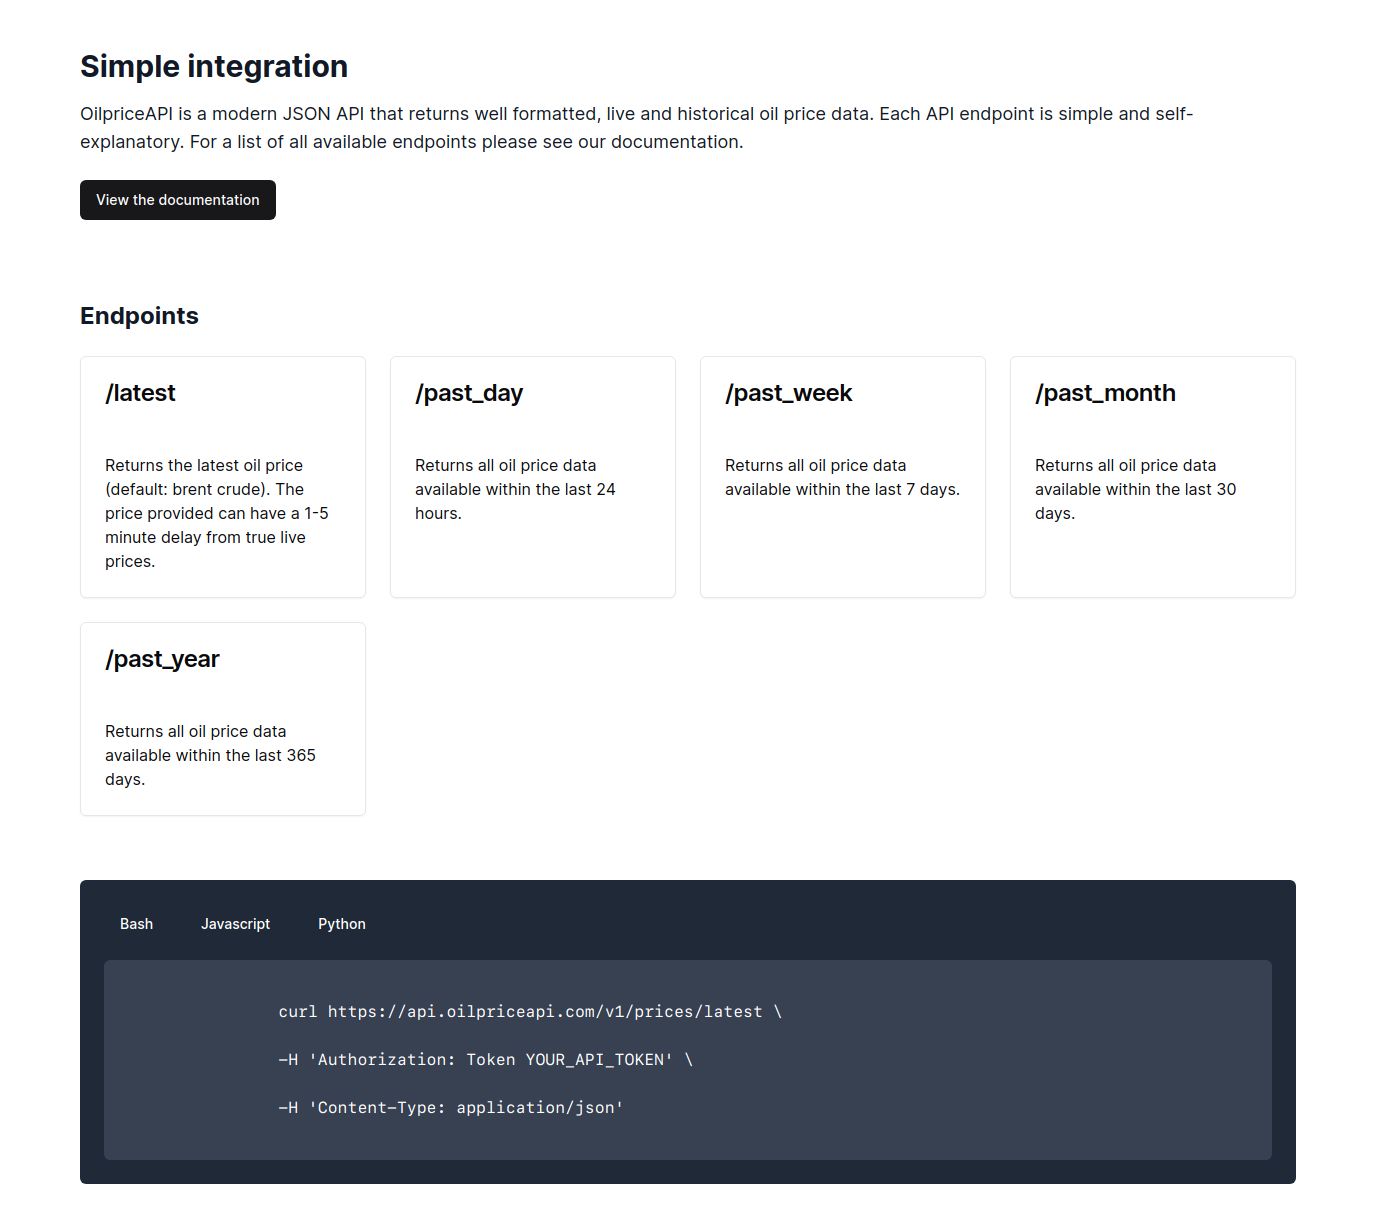 Simple integration
OilpriceAPI is a modern JSON API that returns well formatted, live and historical oil price data. Each API endpoint is simple and self-
explanatory. For a list of all available endpoints please see our documentation.
View the documentation
Endpoints
/latest
Returns the latest oil price
(default: brent crude). The
price provided can have a 1-5
minute delay from true live
prices.
/past_day
Returns all oil price data
available within the last 24
hours.
/past_week
Returns all oil price data
available within the last 7 days.
/past_month
Returns all oil price data
available within the last 30
days.
/past_year
Returns all oil price data
available within the last 365
days.
Bash
Javascript
Python
curl https://api.oilpriceapi.com/v1/prices/latest \
-H 'Authorization: Token YOUR_API_TOKEN' \
-H 'Content-Type: application/json'